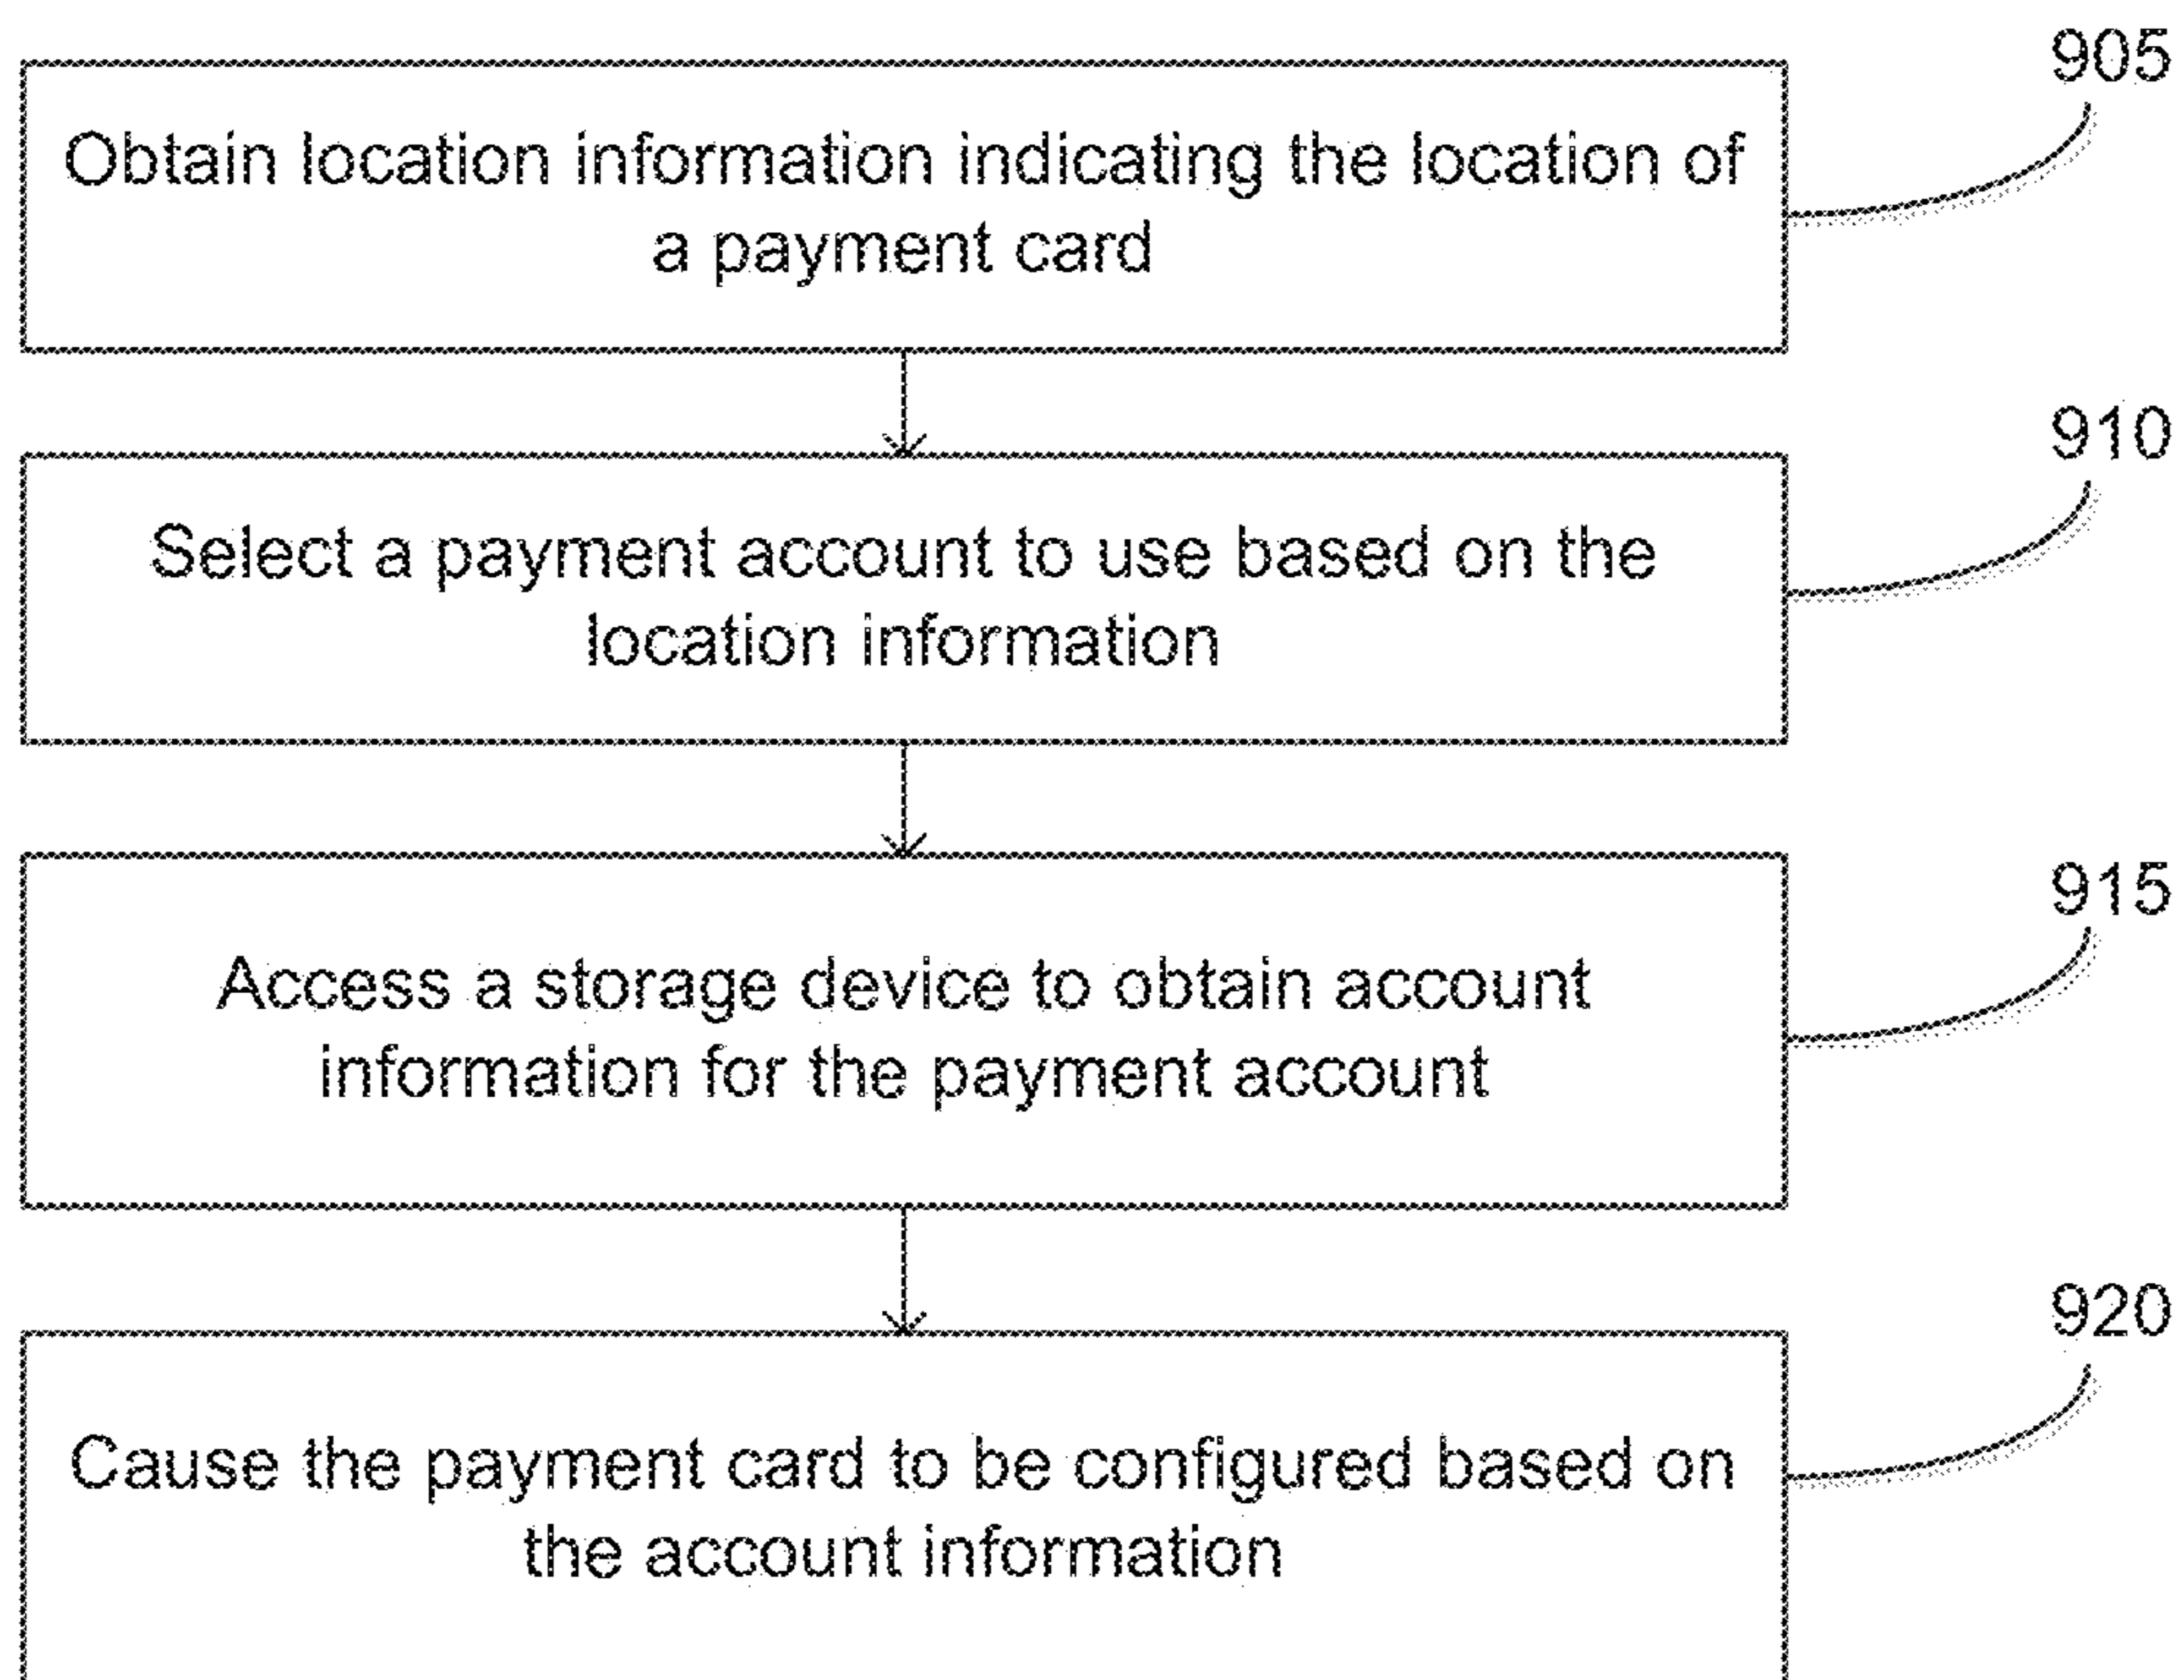 905
Obtain location information indicating the location of
a payment card
910
Select a payment account to use based on the
location information
915
Access a storage device to obtain account
information for the payment account
920
Cause the payment card to be configured based on
the account information